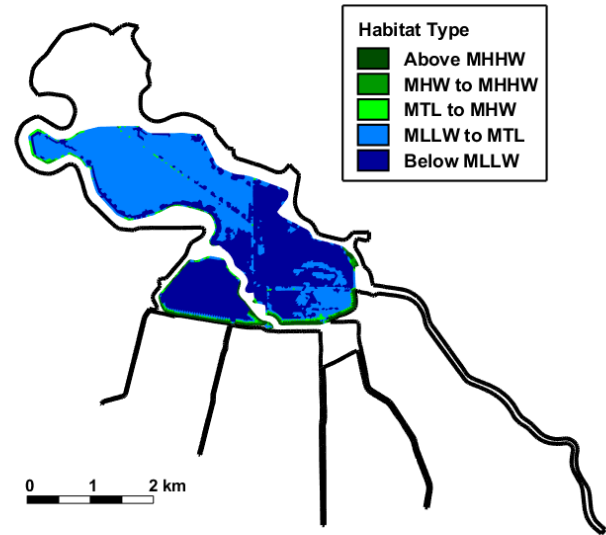 Habitat Type
Above MHHW
MHW to MHHW
MTL to MHW
MLLW to MTL
Below MLLW
0 1 2 km